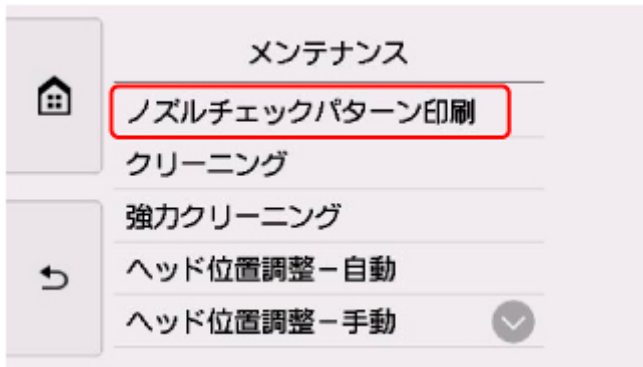 メンテナンス
ノズルチェックパターン印刷
クリーニング
強力クリーニング
ヘッド位置調整－自動
ヘッド位置調整－手動